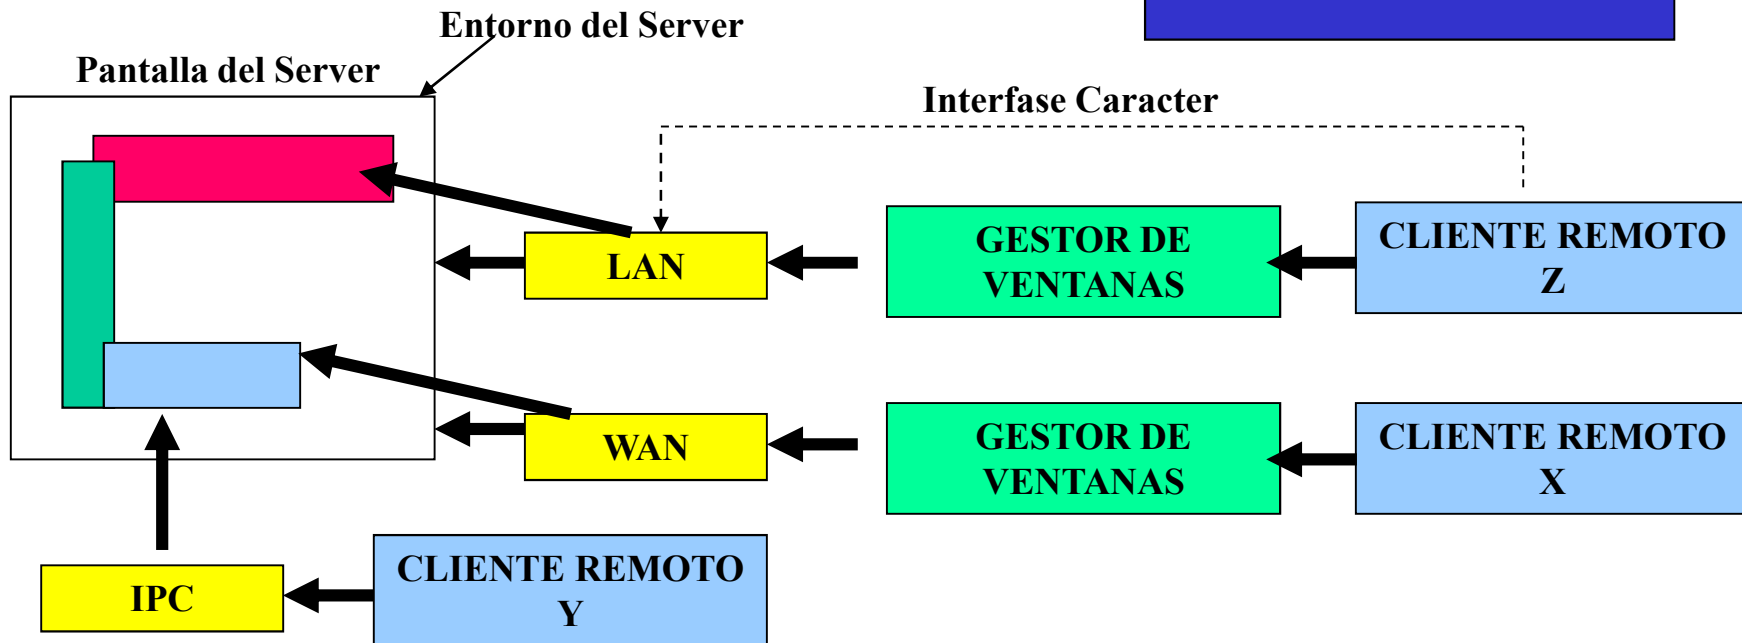 Entorno del Server
Pantalla del Server
Interfase Caracter
LAN
GESTOR DE
VENTANAS
CLIENTE REMOTO
Z
WAN
GESTOR DE
VENTANAS
CLIENTE REMOTO
X
IPC
CLIENTE REMOTO
Y